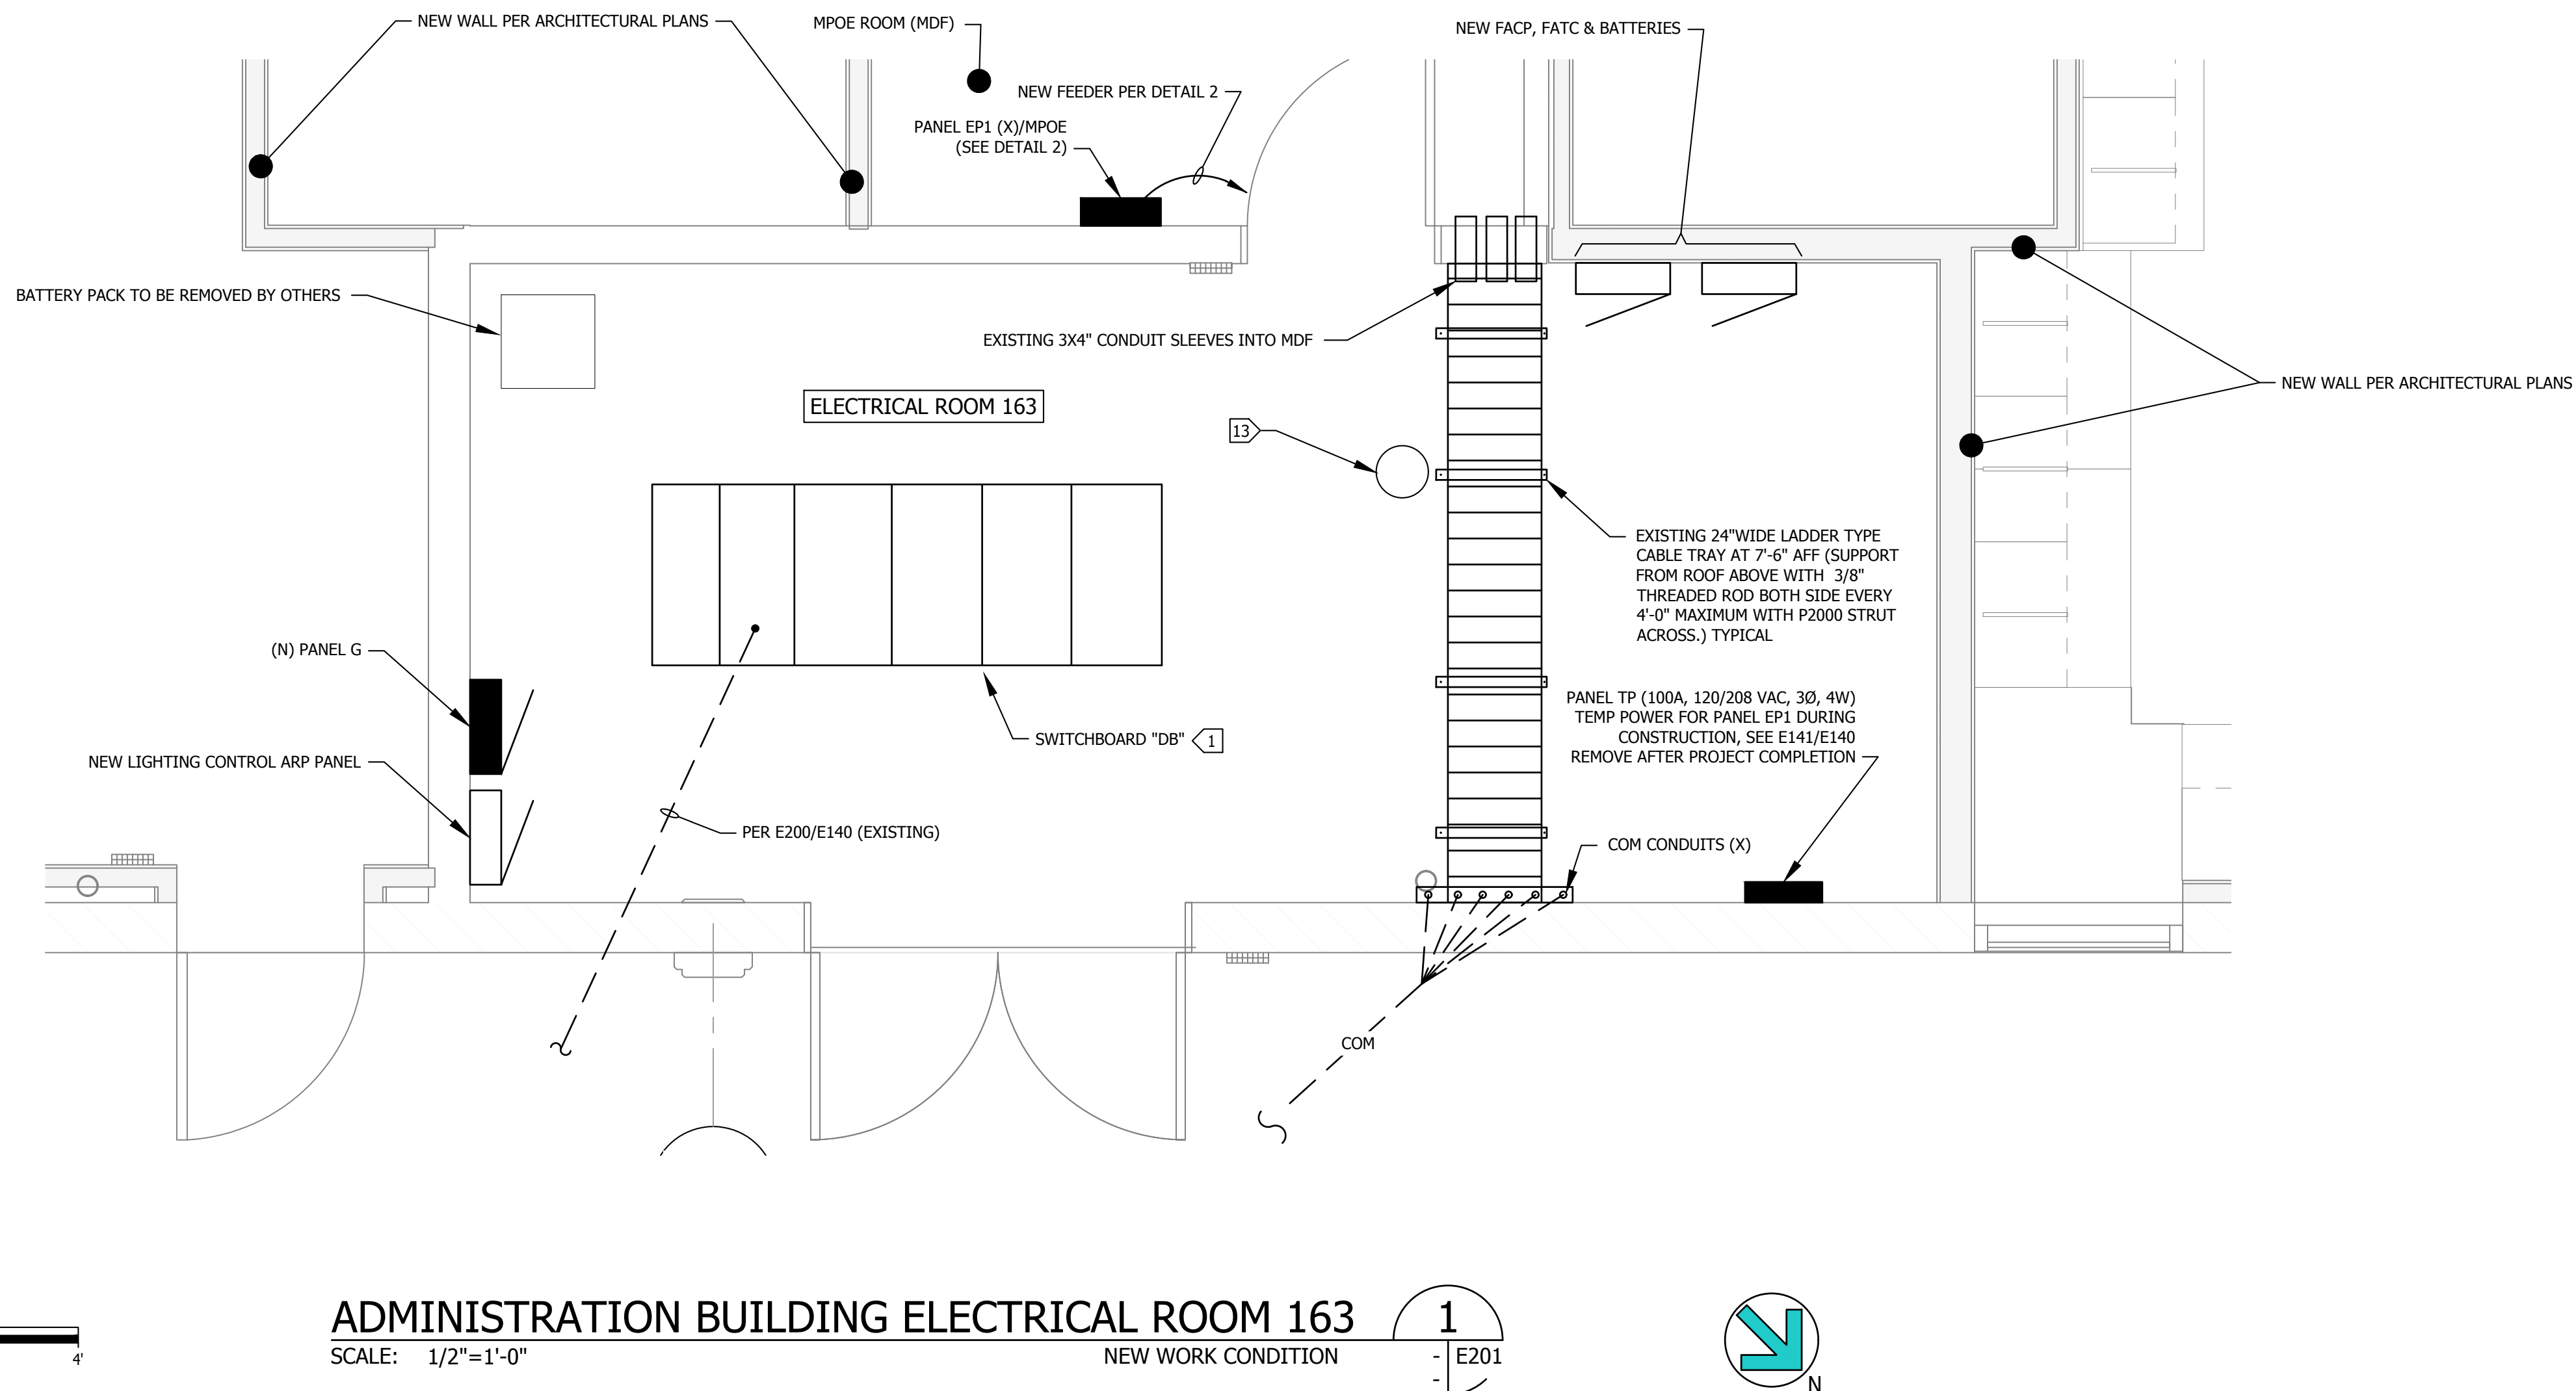 NEW WALL PER ARCHITECTURAL PLANS
MPOE ROOM (MDF)
NEW FACP, FATC & BATTERIES
NEW FEEDER PER DETAIL 2
PANEL EP1 (X)/MPOE
(SEE DETAIL 2)
BATTERY PACK TO BE REMOVED BY OTHERS
EXISTING 3X4" CONDUIT SLEEVES INTO MDF
NEW WALL PER ARCHITECTURAL PLANS
ELECTRICAL ROOM 163
13
EXISTING 24"WIDE LADDER TYPE
CABLE TRAY AT 7'-6" AFF (SUPPORT
FROM ROOF ABOVE WITH 3/8"
THREADED ROD BOTH SIDE EVERY
4'-0" MAXIMUM WITH P2000 STRUT
ACROSS.) TYPICAL
(N) PANEL G
PANEL TP (100A, 120/208 VAC, 3Ø, 4W)
TEMP POWER FOR PANEL EP1 DURING
CONSTRUCTION, SEE E141/E140
REMOVE AFTER PROJECT COMPLETION
SWITCHBOARD "DB" 1
NEW LIGHTING CONTROL ARP PANEL
PER E200/E140 (EXISTING)
COM CONDUITS (X)
COM
ADMINISTRATION BUILDING ELECTRICAL ROOM 163
1
4'
SCALE: 1/2"=1'-0"
NEW WORK CONDITION
- E201
-
N